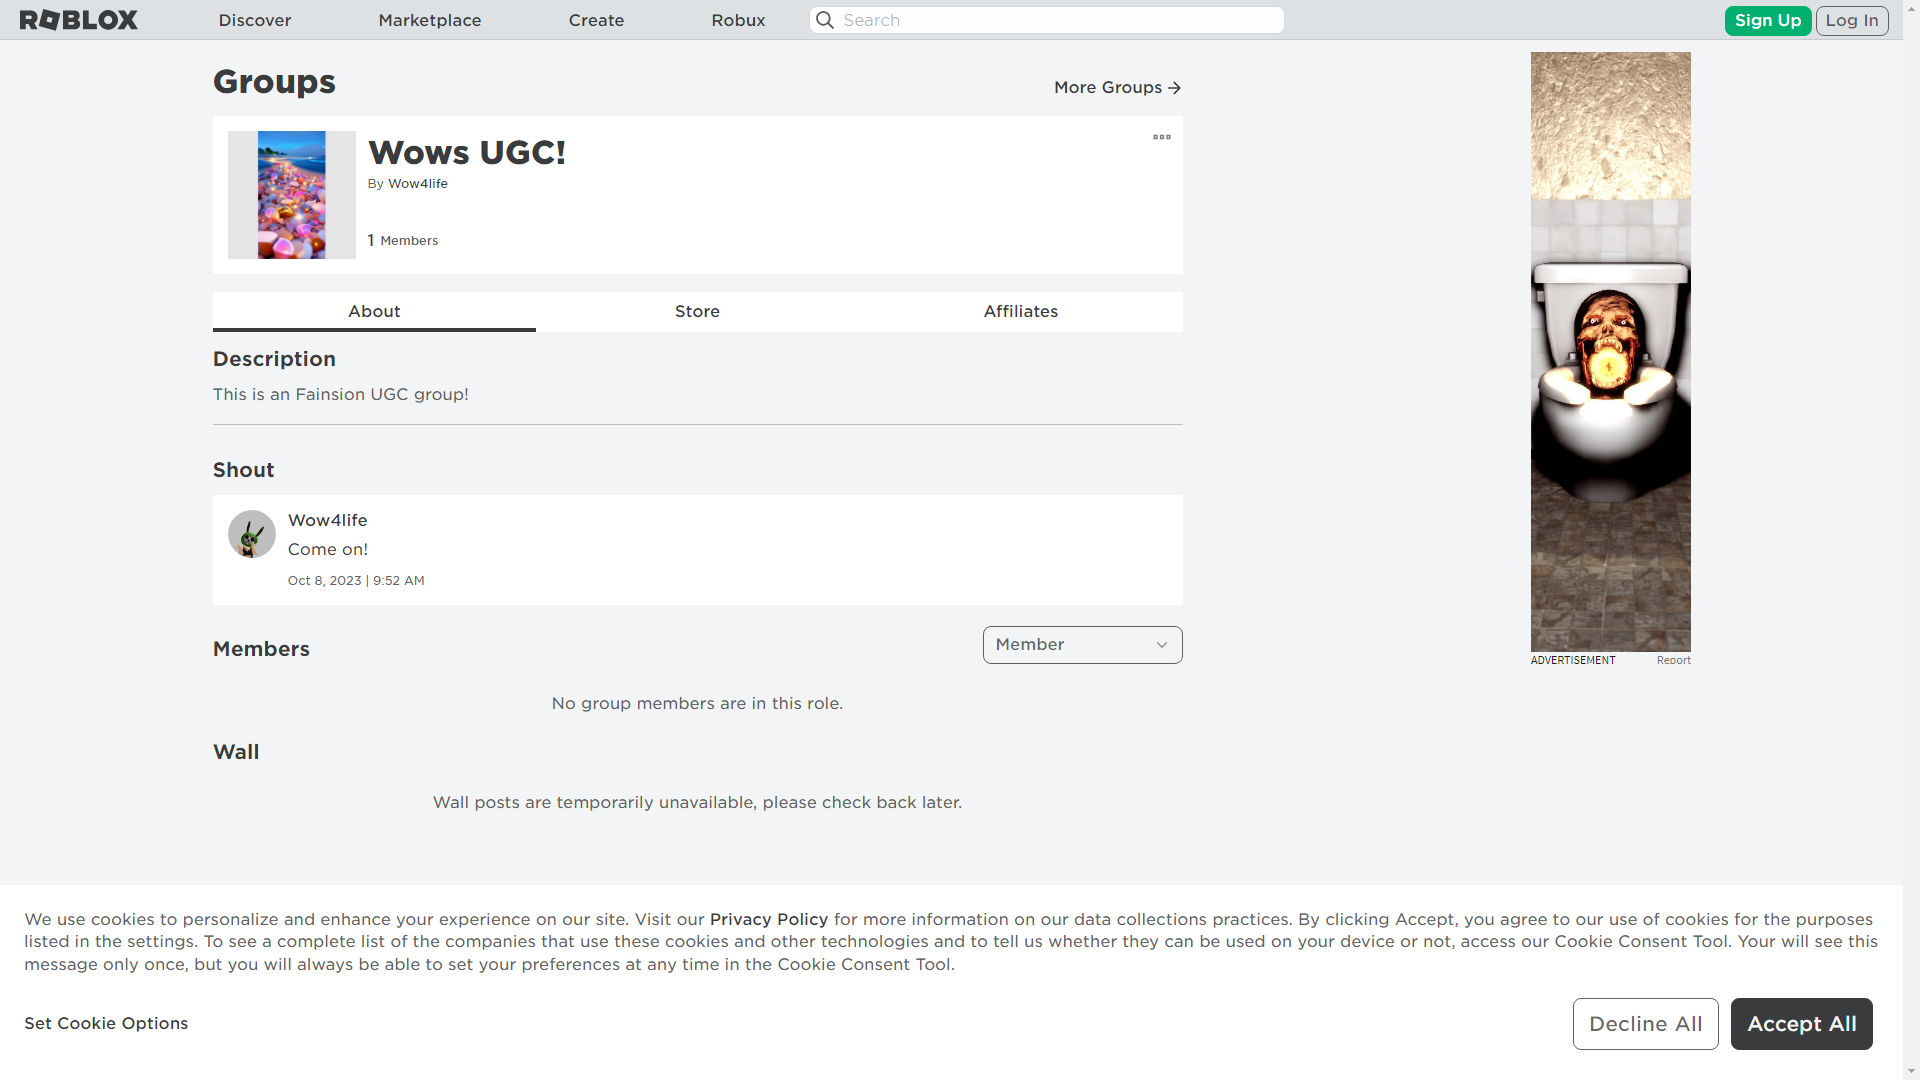 ROBLOX
Discover
Marketplace
Create
Robux
Search
Sign Up
Log In
Groups
More Groups
Wows UGC!
By Wow4life
1 Members
About
Store
Affiliates
Description
This is an Fainsion UGC group!
Shout
Wow4life
Come on!
Oct 8, 2023 | 9:52 AM
Members
Member
No group members are in this role.
Wall
Wall posts are temporarily unavailable, please check back later.
ADVERTISEMENT
Report
We use cookies to personalize and enhance your experience on our site. Visit our Privacy Policy for more information on our data collections practices. By clicking Accept, you agree to our use of cookies for the purposes
listed in the settings. To see a complete list of the companies that use these cookies and other technologies and to tell us whether they can be used on your device or not, access our Cookie Consent Tool. Your will see this
message only once, but you will always be able to set your preferences at any time in the Cookie Consent Tool.
Set Cookie Options
Decline All
Accept All